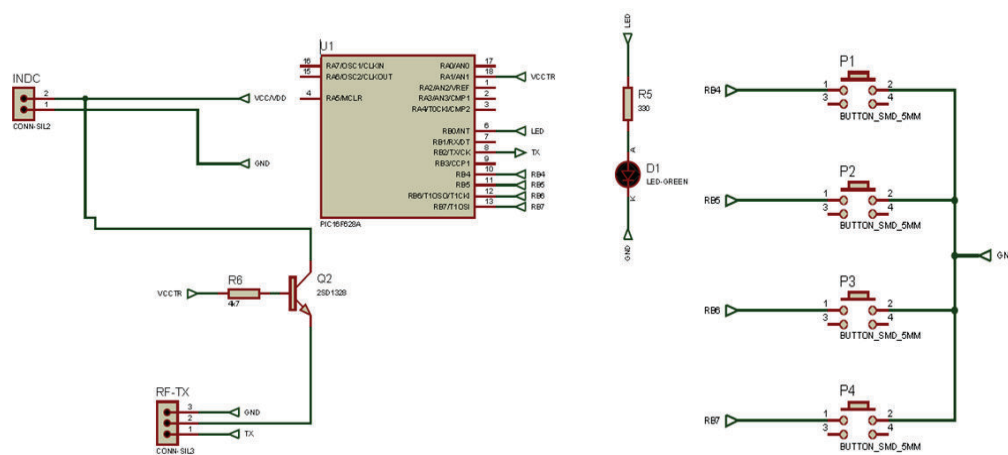 INDC
2
1
CONN-SIL2
VCC/VDD
GND
U1
16
RA7/OSC1/CLKIN
15
RA6/OSC2/CLKOUT
4
RA5/MCLR
RA0/AN0
17
RA1/AN1
18
VCCTR
RA2/AN2/VREF
1
RA3/AN3/CMP1
2
RA4/T0CKI/CMP2
3
RB0/INT
6
LED
RB1/RX/DT
7
RB2/TX/CK
8
TX
RB3/CCP1
9
RB4
10
RB4
RB5
11
RB5
RB6/T1OSO/T1CKI
12
RB6
RB7/T1OSI
13
RB7
PIC16F628A
VCCTR
R6
4k7
Q2
2SD1328
RF-TX
3
GND
2
1
TX
CONN-SIL3
LED
R5
330
A
D1
LED-GREEN
K
GND
P1
RB4
1
2
3
4
BUTTON_SMD_5MM
P2
RB5
1
2
3
4
BUTTON_SMD_5MM
GN
P3
RB6
1
2
3
4
BUTTON_SMD_5MM
P4
RB7
1
2
3
4
BUTTON_SMD_5MM